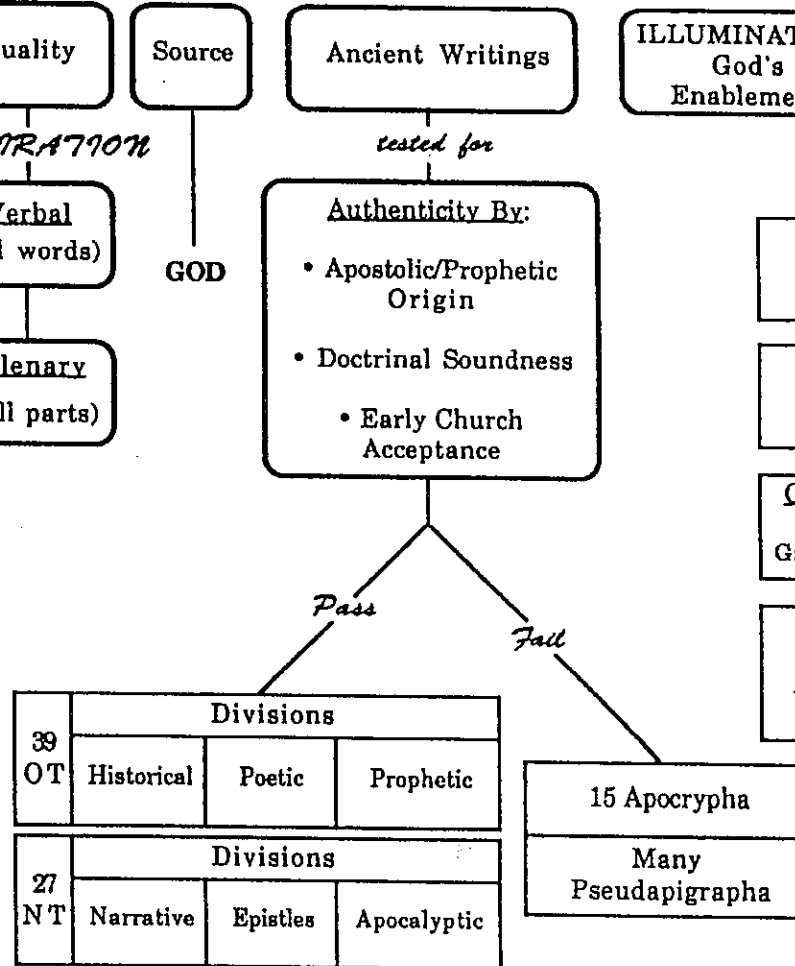 uality
IRATION
Verbal
l words)
lenary
ll parts)
Source
GOD
Ancient Writings
tested for
Authenticity By:
• Apostolic/Prophetic
Origin
• Doctrinal Soundness
• Early Church
Acceptance
ILLUMINAT
God's
Enableme
G
Pass
Fail
39
OT
Divisions
Historical
Poetic
Prophetic
27
NT
Divisions
Narrative
Epistles
Apocalyptic
15 Apocrypha
Many
Pseudapigrapha